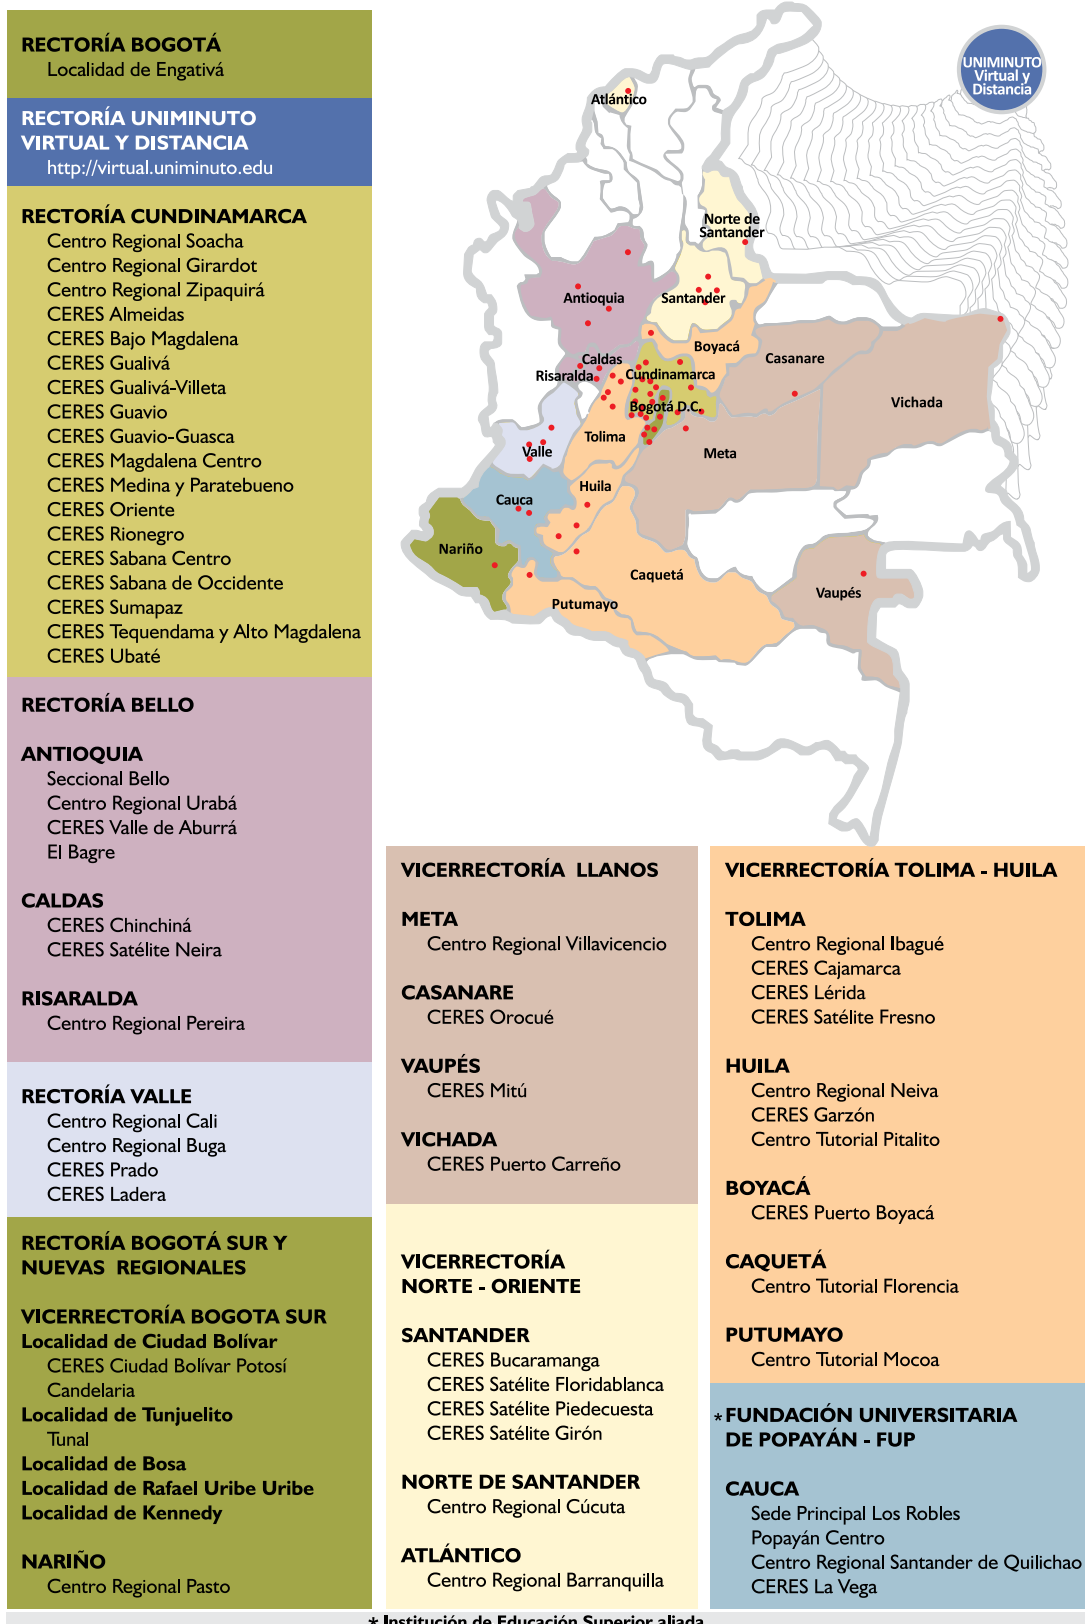 RECTORÍA BOGOTÁ
Localidad de Engativá
RECTORÍA UNIMINUTO
VIRTUAL Y DISTANCIA
http://virtual.uniminuto.edu
RECTORÍA CUNDINAMARCA
Centro Regional Soacha
Centro Regional Girardot
Centro Regional Zipaquirá
CERES Almeidas
CERES Bajo Magdalena
CERES Gualivá
CERES Gualivá-Villeta
CERES Guavio
CERES Guavio-Guasca
CERES Magdalena Centro
CERES Medina y Paratebueno
CERES Oriente
CERES Rionegro
CERES Sabana Centro
CERES Sabana de Occidente
CERES Sumapaz
CERES Tequendama y Alto Magdalena
CERES Ubaté
RECTORÍA BELLO
ANTIOQUIA
Seccional Bello
Centro Regional Urabá
CERES Valle de Aburrá
El Bagre
CALDAS
CERES Chinchiná
CERES Satélite Neira
RISARALDA
Centro Regional Pereira
RECTORÍA VALLE
Centro Regional Cali
Centro Regional Buga
CERES Prado
CERES Ladera
RECTORÍA BOGOTÁ SUR Y
NUEVAS REGIONALES
VICERRECTORÍA BOGOTA SUR
Localidad de Ciudad Bolívar
CERES Ciudad Bolívar Potosí
Candelaria
Localidad de Tunjuelito
Tunal
Localidad de Bosa
Localidad de Rafael Uribe Uribe
Localidad de Kennedy
NARIÑO
Centro Regional Pasto
UNIMINUTO
Virtual y
Distancia
Atlántico
Norte de
Santander
Antioquia
Santander
Boyacá
Caldas
Casanare
Risaralda
Cundinamarca
Bogotá D.C.
Vichada
Tolima
Valle
Meta
Huila
Cauca
Nariño
Caquetá
Vaupés
Putumayo
VICERRECTORÍA LLANOS
META
Centro Regional Villavicencio
CASANARE
CERES Orocué
VAUPÉS
CERES Mitú
VICHADA
CERES Puerto Carreño
VICERRECTORÍA
NORTE - ORIENTE
SANTANDER
CERES Bucaramanga
CERES Satélite Floridablanca
CERES Satélite Piedecuesta
CERES Satélite Girón
NORTE DE SANTANDER
Centro Regional Cúcuta
ATLÁNTICO
Centro Regional Barranquilla
VICERRECTORÍA TOLIMA - HUILA
TOLIMA
Centro Regional Ibagué
CERES Cajamarca
CERES Lérida
CERES Satélite Fresno
HUILA
Centro Regional Neiva
CERES Garzón
Centro Tutorial Pitalito
BOYACÁ
CERES Puerto Boyacá
CAQUETÁ
Centro Tutorial Florencia
PUTUMAYO
Centro Tutorial Mocoa
*FUNDACIÓN UNIVERSITARIA
DE POPAYÁN - FUP
CAUCA
Sede Principal Los Robles
Popayán Centro
Centro Regional Santander de Quilichao
CERES La Vega
* Institución de Educación Superior aliada